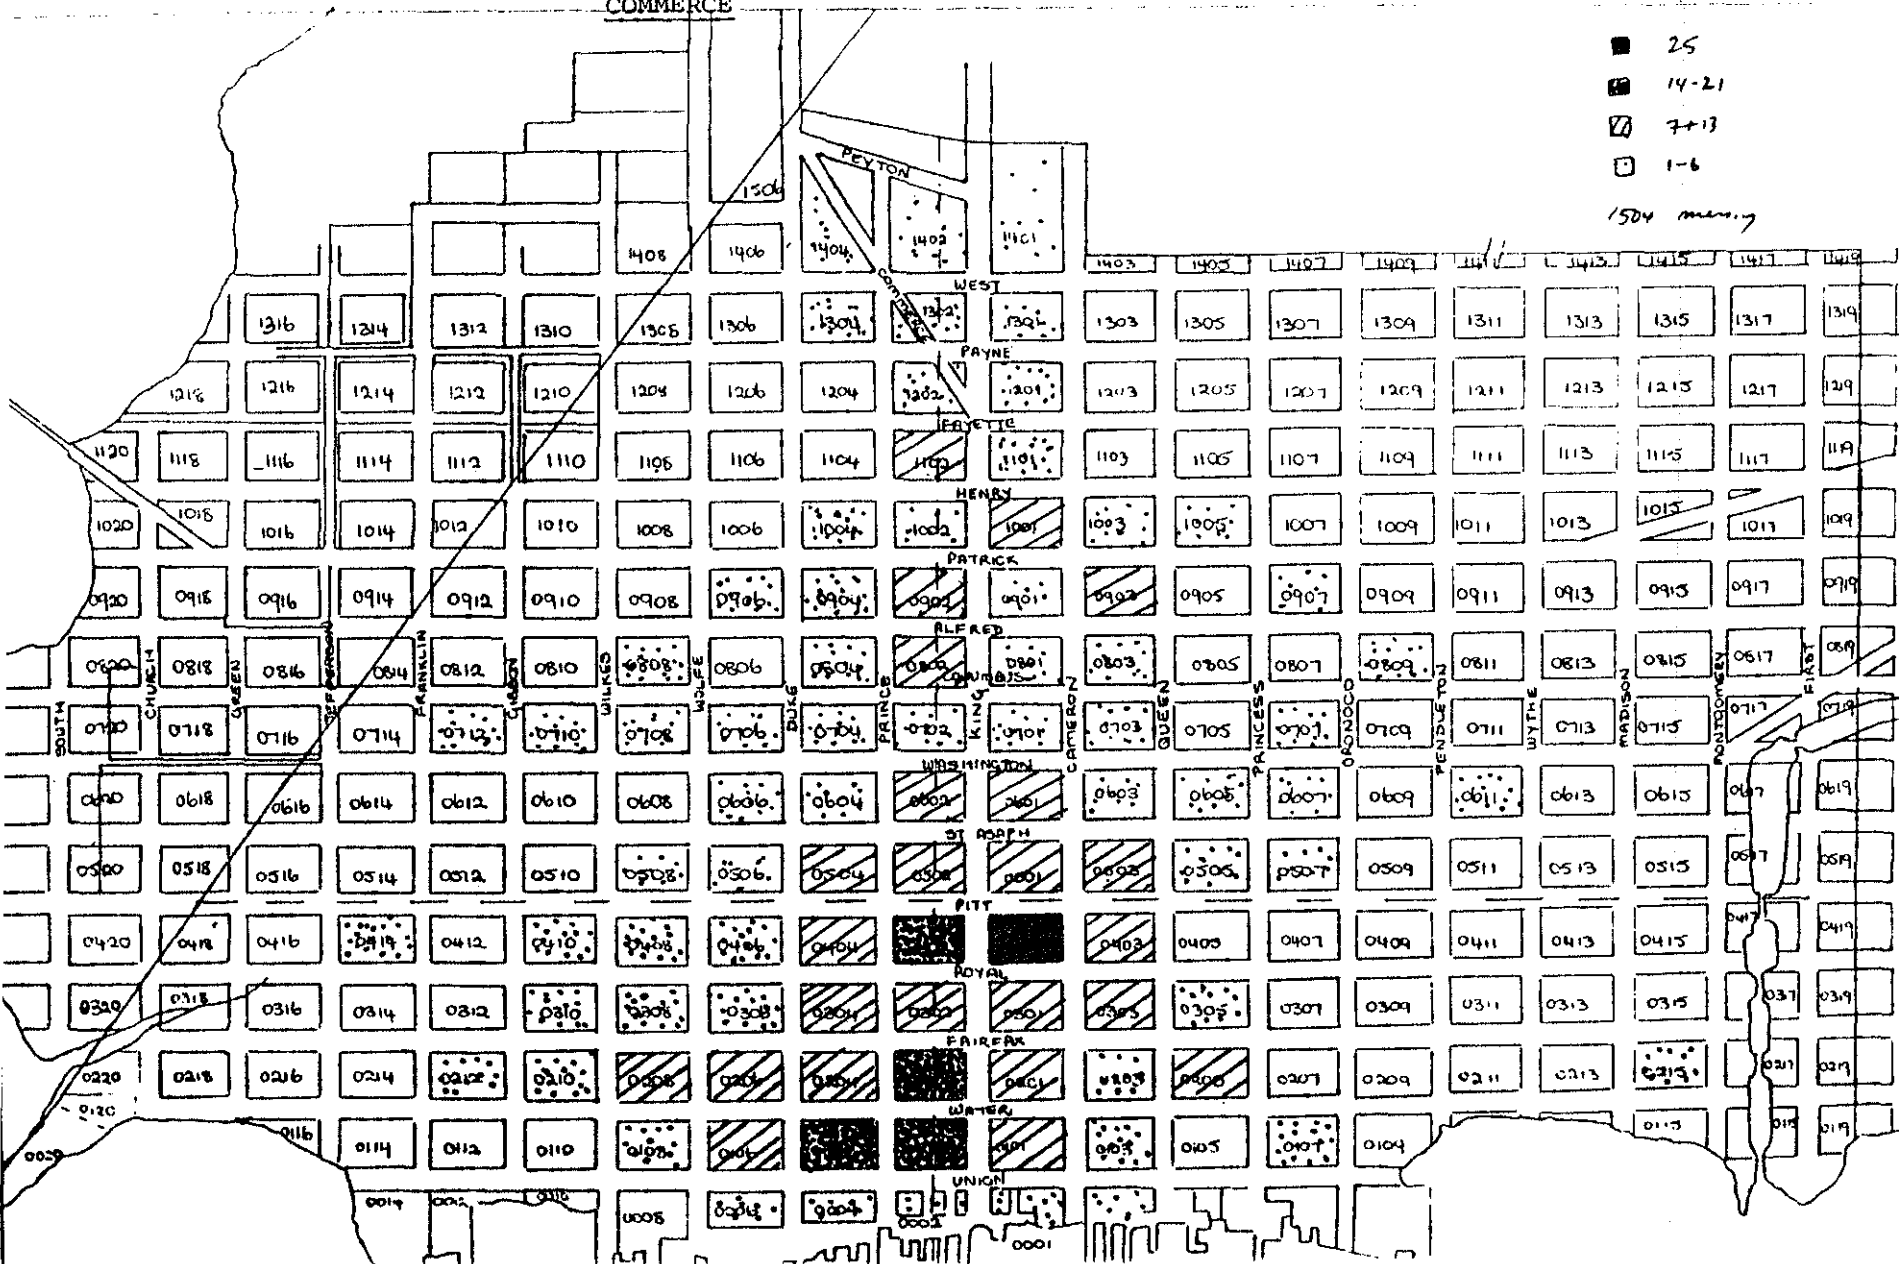 COMMERCE
25
14-21
7+13
1-6
1504
PEYTON
1506
1408 1406 1404 1402 1401
1403 1405 1407 1409 1411 1413 1415 1417 1419
COMMERCE
WEST
1316 1314 1312 1310 1308 1306 1304 1302 1301 1303 1305 1307 1309 1311 1313 1315 1317 1319
PAYNE
1218 1216 1214 1212 1210 1208 1206 1204 1202 1201 1203 1205 1207 1209 1211 1213 1215 1217 1219
FAYETTE
1120 1118 1116 1114 1112 1110 1108 1106 1104 1102 1101 1103 1105 1107 1109 1111 1113 1115 1117 1119
HENRY
1020 1018 1016 1014 1012 1010 1008 1006 1004 1002 1001 1003 1005 1007 1009 1011 1013 1015 1017 1019
PATRICK
0920 0918 0916 0914 0912 0910 0908 0906 0904 0902 0901 0903 0905 0907 0909 0911 0913 0915 0917 0919
ALFRED
0820 0818 0816 0814 0812 0810 0808 0806 0804 0802 0801 0803 0805 0807 0809 0811 0813 0815 0817 0819
COLUMBUS
SOUTH CHURCH GREEN JEFFERSON FRANKLIN GIBBON WILKES WOLFE DUKE PRINCE KING CAMERON QUEEN PRINCESS ORONOCO PENDLETON WYTHE MADISON MONTGOMERY FIRST
0720 0718 0716 0714 0712 0710 0708 0706 0704 0702 0701 0703 0705 0707 0709 0711 0713 0715 0717 0719
WASHINGTON
0620 0618 0616 0614 0612 0610 0608 0606 0604 0602 0601 0603 0605 0607 0609 0611 0613 0615 0617 0619
ST ASAPH
0520 0518 0516 0514 0512 0510 0508 0506 0504 0502 0501 0503 0505 0507 0509 0511 0513 0515 0517 0519
PITT
0420 0418 0416 0414 0412 0410 0408 0406 0404 0403 0405 0407 0409 0411 0413 0415 0417 0419
ROYAL
0320 0318 0316 0314 0312 0310 0308 0306 0304 0302 0301 0303 0305 0307 0309 0311 0313 0315 0317 0319
FAIRFAX
0220 0218 0216 0214 0212 0210 0208 0206 0204 0201 0203 0205 0207 0209 0211 0213 0215 0217 0219
WATER
0120
0020 0116 0114 0112 0110 0108 0106 0101 0103 0105 0107 0109 0115 0119
UNION
0014 0012 0010 0008 0006 0004 0002
0001